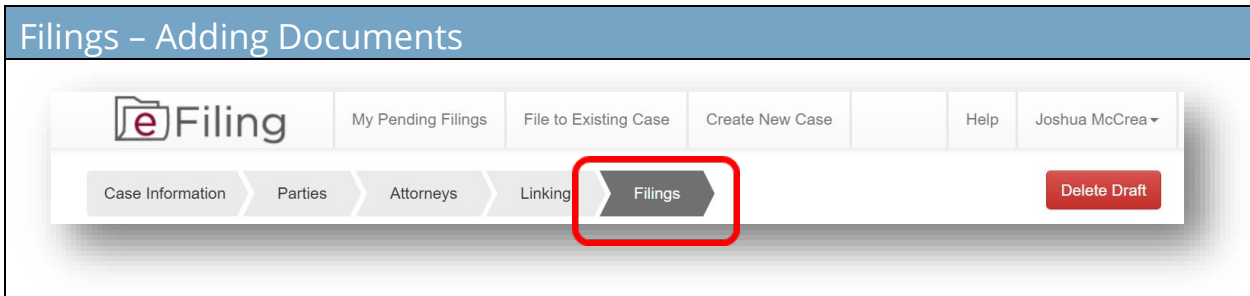 Filings – Adding Documents
eFiling My Pending Filings File to Existing Case Create New Case Help Joshua McCrea
Case Information Parties Attorneys Linking Filings Delete Draft